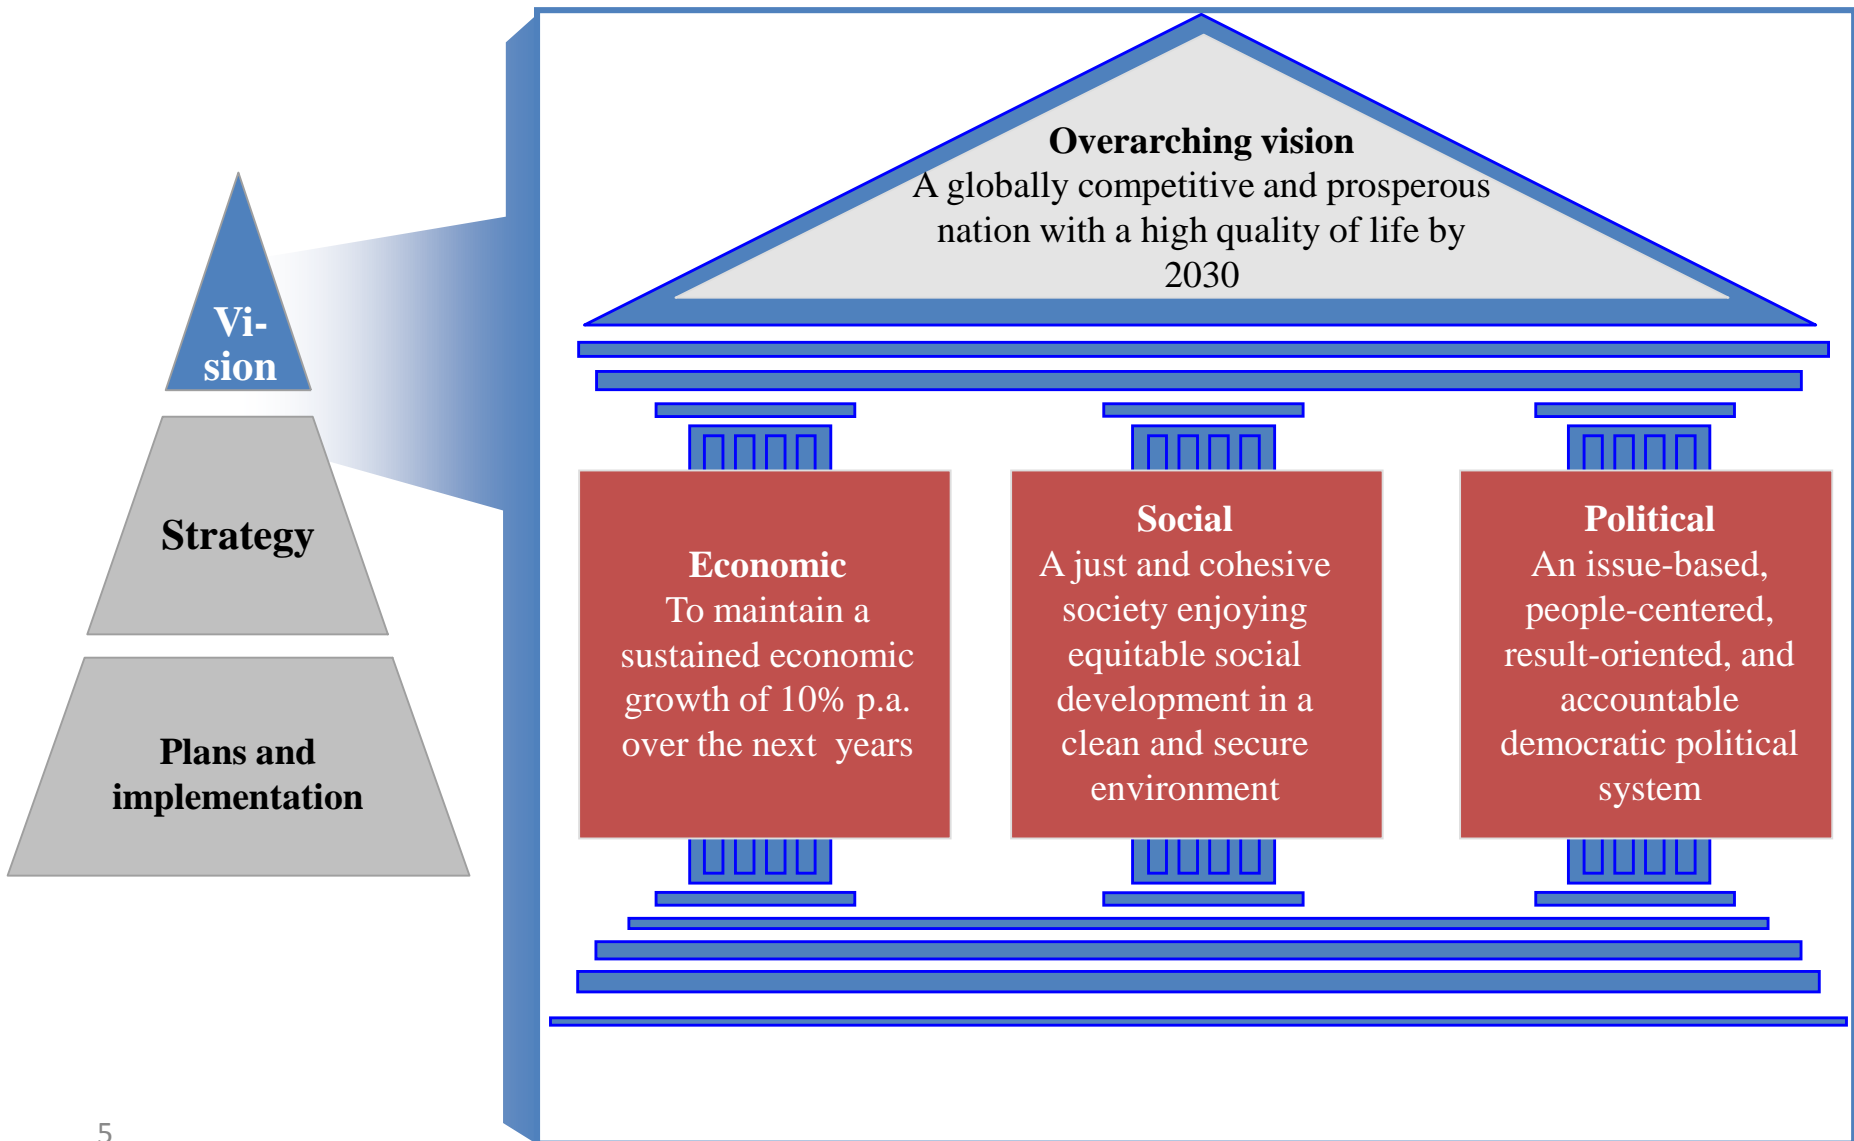 Vi-
sion
Strategy
Plans and
implementation
Overarching vision
A globally competitive and prosperous
nation with a high quality of life by
2030
Economic
To maintain a
sustained economic
growth of 10% p.a.
over the next  years
Social
A just and cohesive
society enjoying
equitable social
development in a
clean and secure
environment
Political
An issue-based,
people-centered,
result-oriented, and
accountable
democratic political
system
5